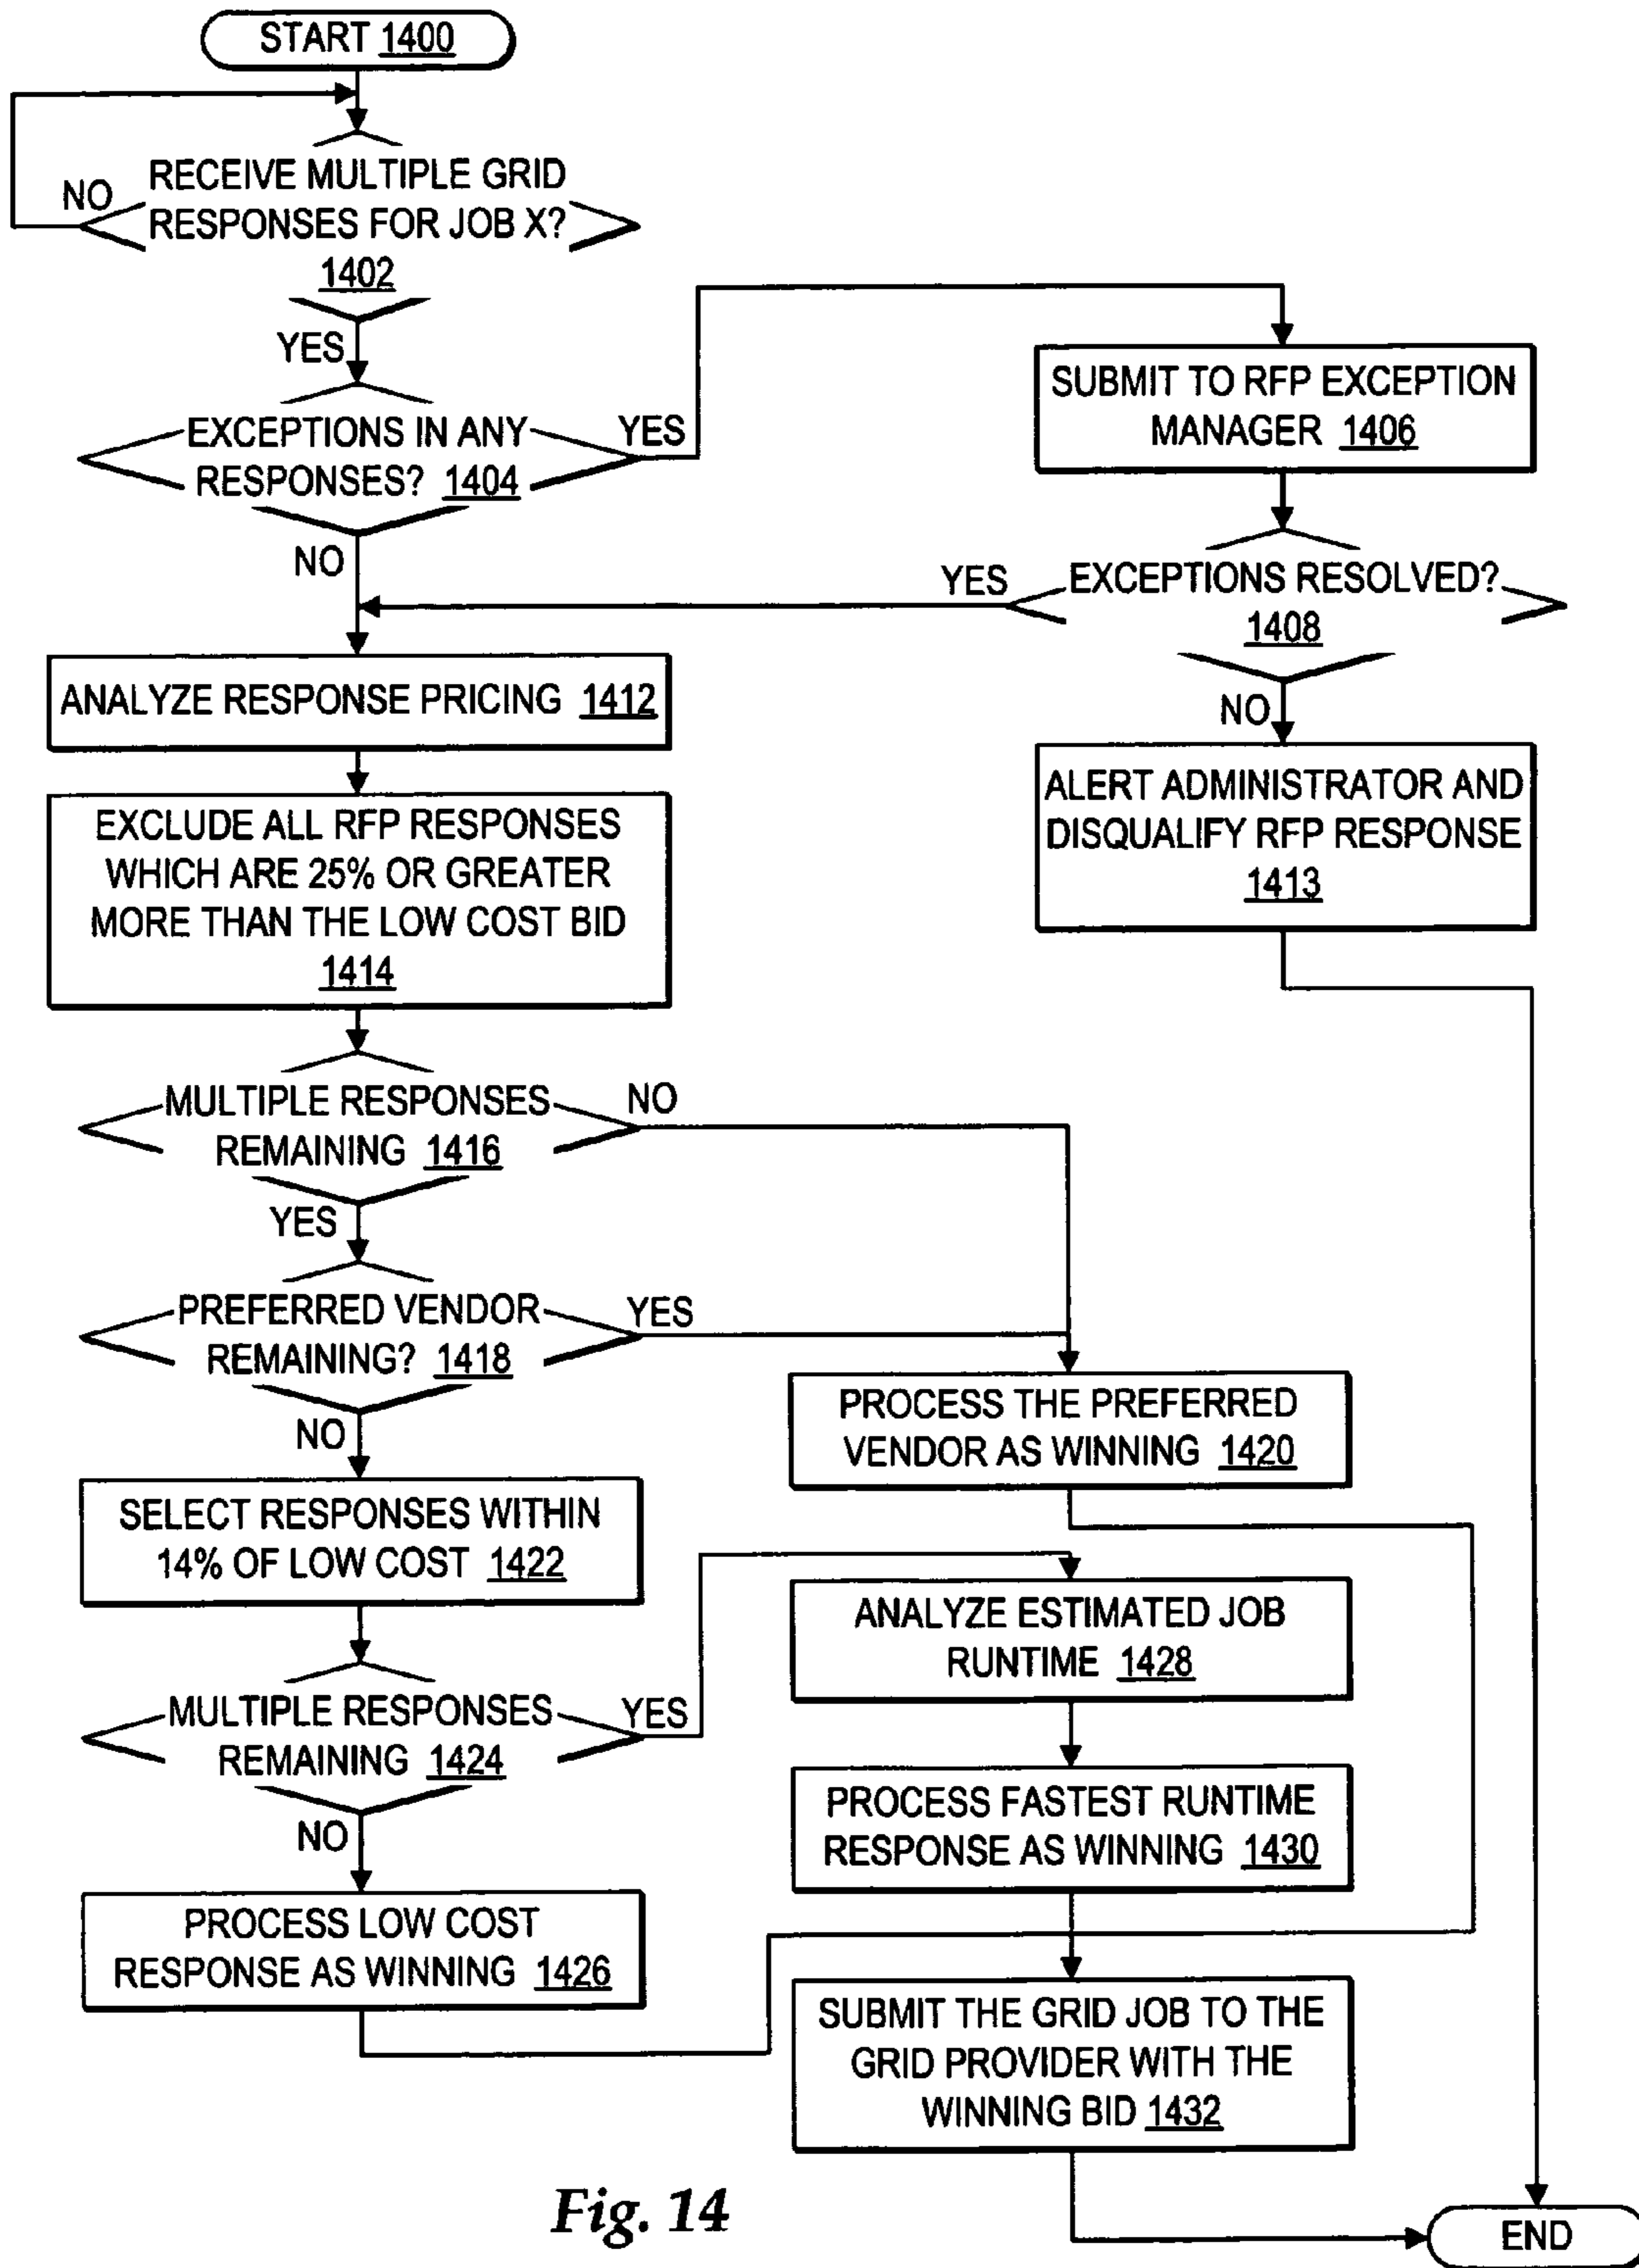 START 1400
NO
RECEIVE MULTIPLE GRID
RESPONSES FOR JOB X?
1402
YES
EXCEPTIONS IN ANY
RESPONSES? 1404
YES
NO
SUBMIT TO RFP EXCEPTION
MANAGER 1406
EXCEPTIONS RESOLVED?
1408
YES
NO
ALERT ADMINISTRATOR AND
DISQUALIFY RFP RESPONSE
1413
ANALYZE RESPONSE PRICING 1412
EXCLUDE ALL RFP RESPONSES
WHICH ARE 25% OR GREATER
MORE THAN THE LOW COST BID
1414
MULTIPLE RESPONSES
REMAINING 1416
NO
YES
PREFERRED VENDOR
REMAINING? 1418
YES
NO
PROCESS THE PREFERRED
VENDOR AS WINNING 1420
SELECT RESPONSES WITHIN
14% OF LOW COST 1422
MULTIPLE RESPONSES
REMAINING 1424
YES
NO
ANALYZE ESTIMATED JOB
RUNTIME 1428
PROCESS FASTEST RUNTIME
RESPONSE AS WINNING 1430
PROCESS LOW COST
RESPONSE AS WINNING 1426
SUBMIT THE GRID JOB TO THE
GRID PROVIDER WITH THE
WINNING BID 1432
END
Fig. 14